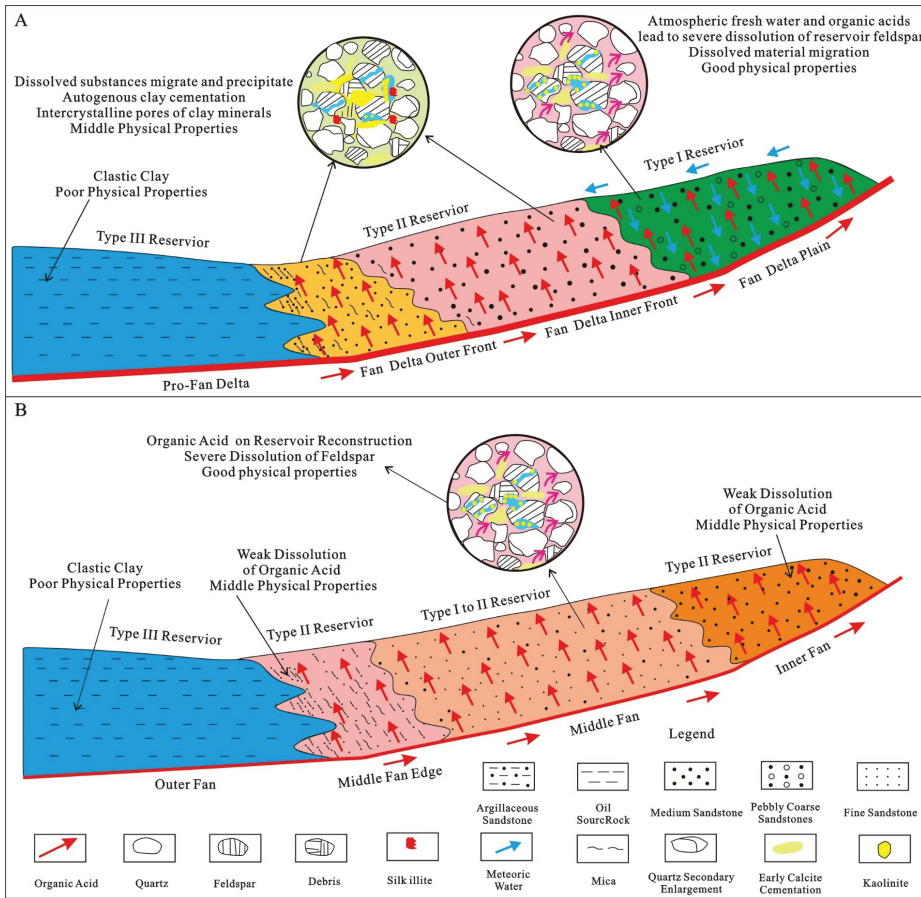 A
Atmospheric fresh water and organic acids
lead to severe dissolution of reservoir feldspar
Dissolved material migration
Good physical properties
Dissolved substances migrate and precipitate
Autogenous clay cementation
Intercrystalline pores of clay minerals
Middle Physical Properties
Clastic Clay
Poor Physical Properties
Type III Reservior
Type II Reservior
Type I Reservior
Pro-Fan Delta
Fan Delta Outer Front
Fan Delta Inner Front
Fan Delta Plain
B
Organic Acid on Reservoir Reconstruction
Severe Dissolution of Feldspar
Good physical properties
Weak Dissolution
of Organic Acid
Middle Physical Properties
Clastic Clay
Poor Physical Properties
Weak Dissolution
of Organic Acid
Middle Physical Properties
Type III Reservior
Type II Reservior
Type I to II Reservior
Type II Reservior
Outer Fan
Middle Fan Edge
Middle Fan
Inner Fan
Legend
Argillaceous
Sandstone
Oil
SourcRock
Medium Sandstone
Pebbly Coarse
Sandstones
Fine Sandstone
Organic Acid
Quartz
Feldspar
Debris
Silk illite
Meteoric
Water
Mica
Quartz Secondary
Enlargement
Early Calcite
Cementation
Kaolinite